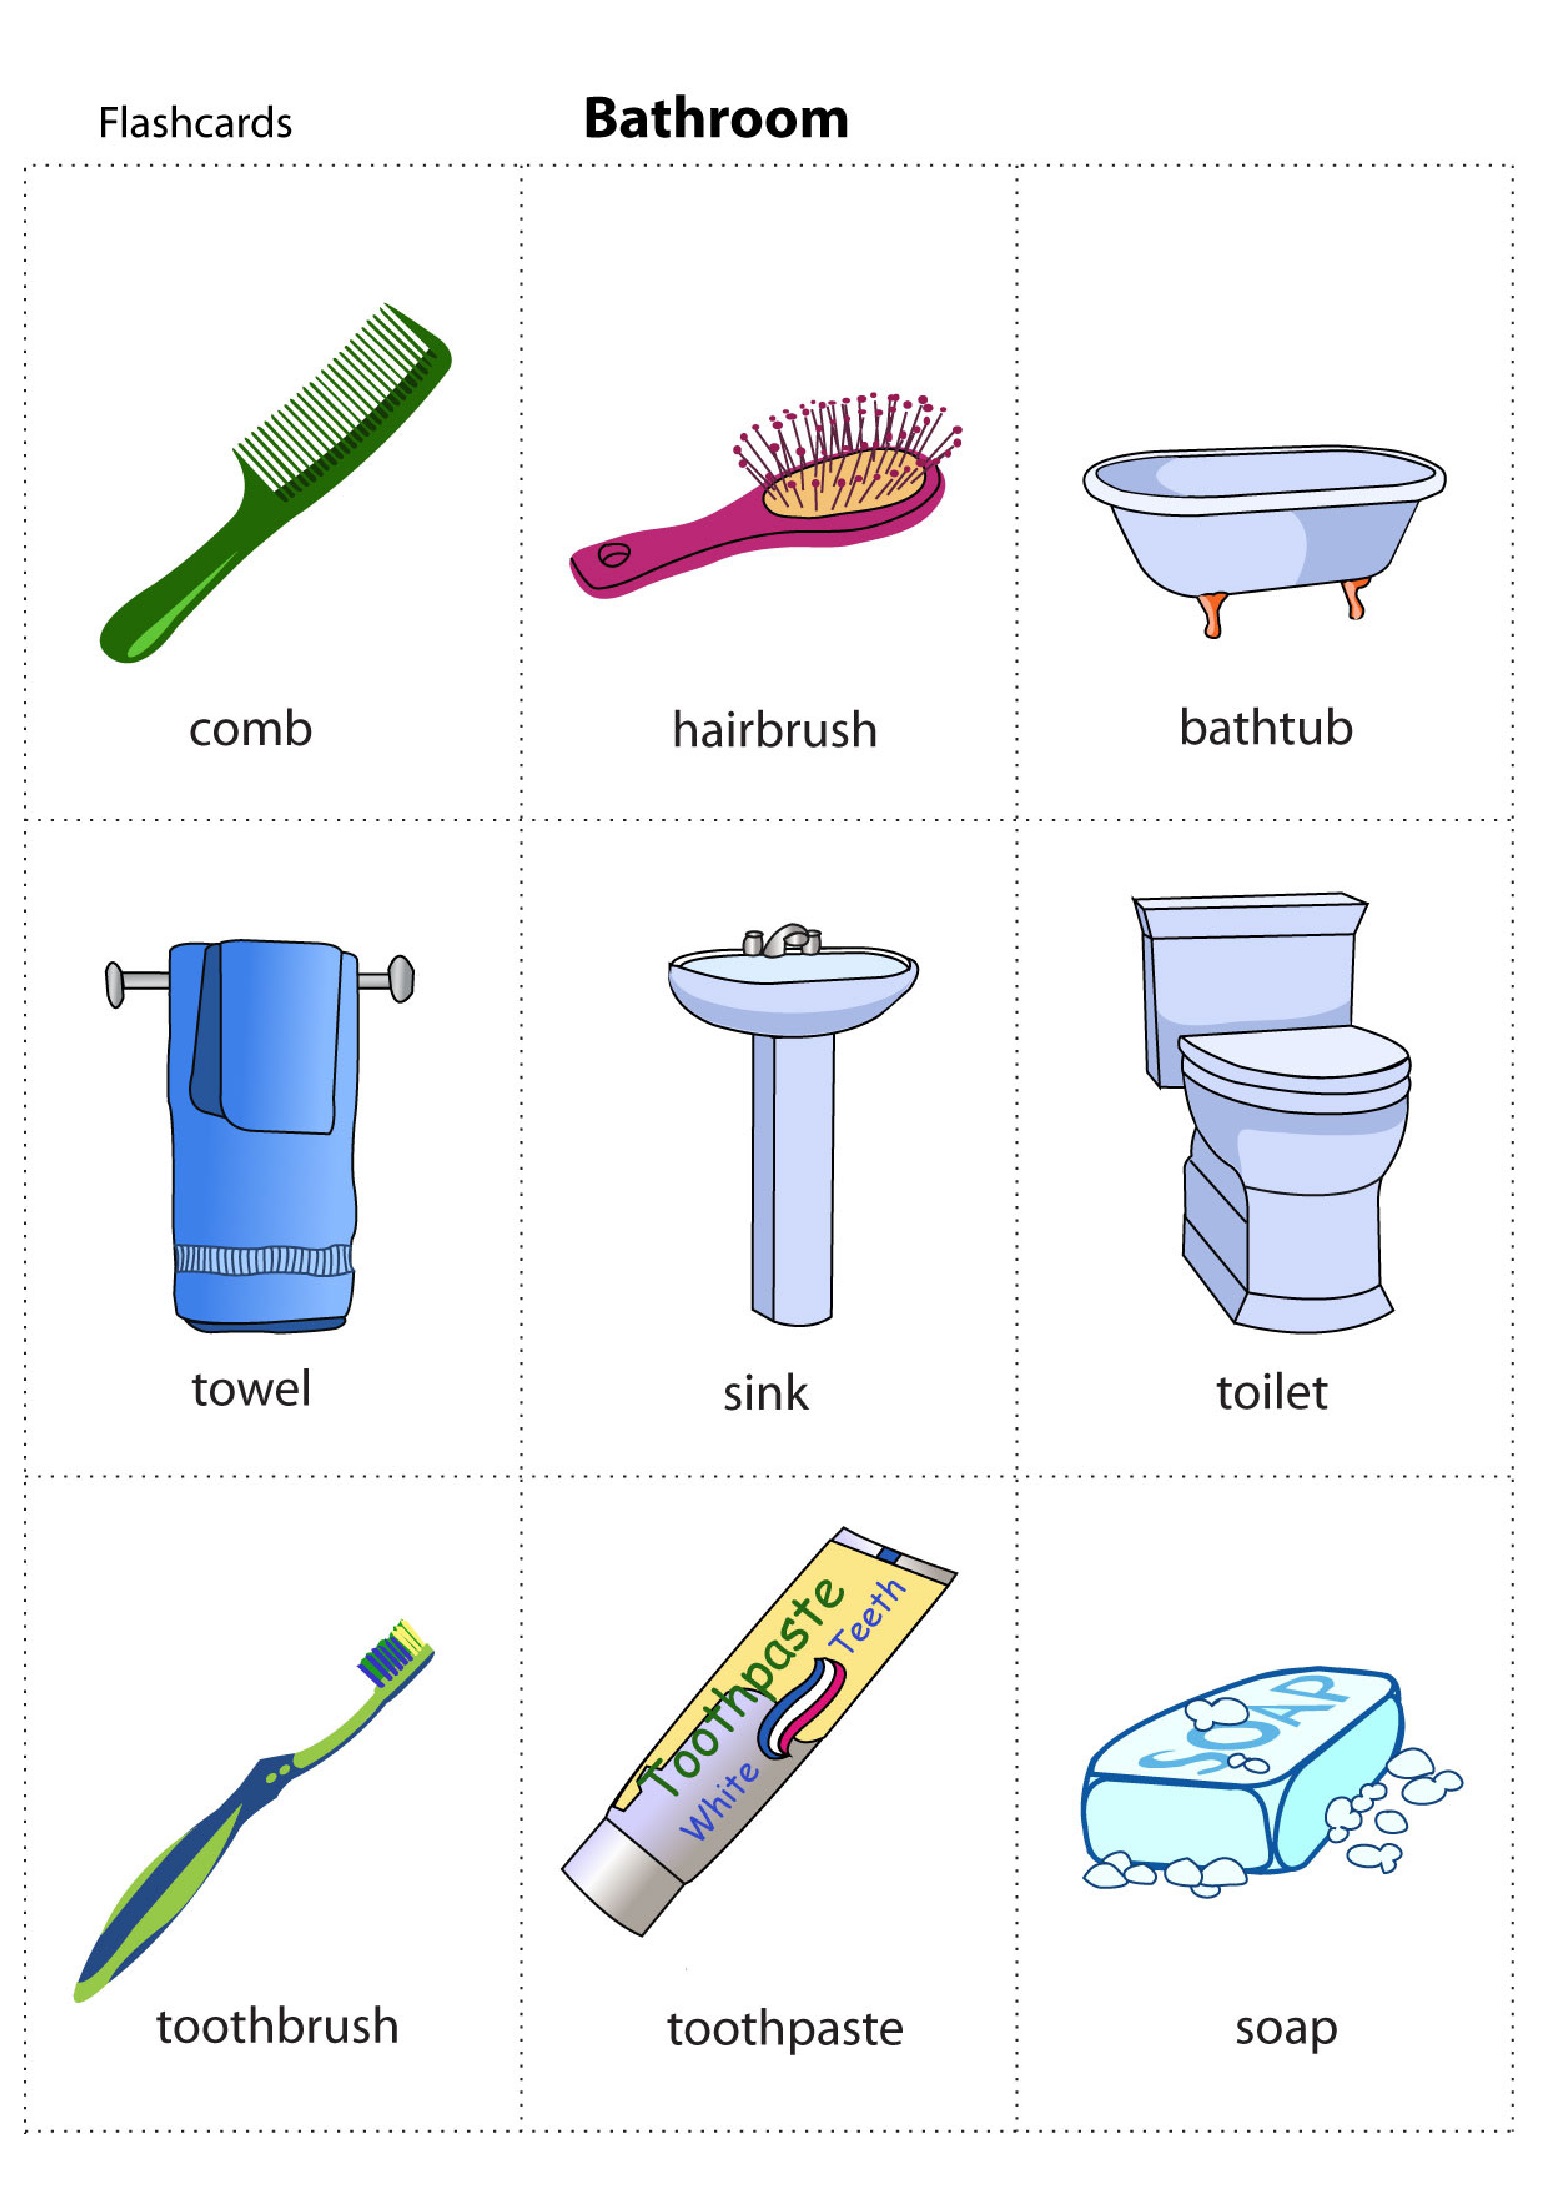 Flashcards
Bathroom
comb
hairbrush
bathtub
towel
sink
toilet
Toothpaste
White Teeth
SOAP
toothbrush
toothpaste
soap